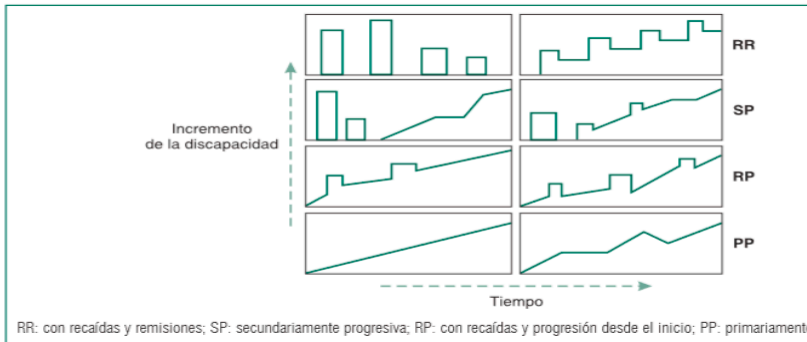 RR
SP
Incremento
de la discapacidad
RP
PP
Tiempo
RR: con recaídas y remisiones; SP: secundariamente progresiva; RP: con recaídas y progresión desde el inicio; PP: primariamente